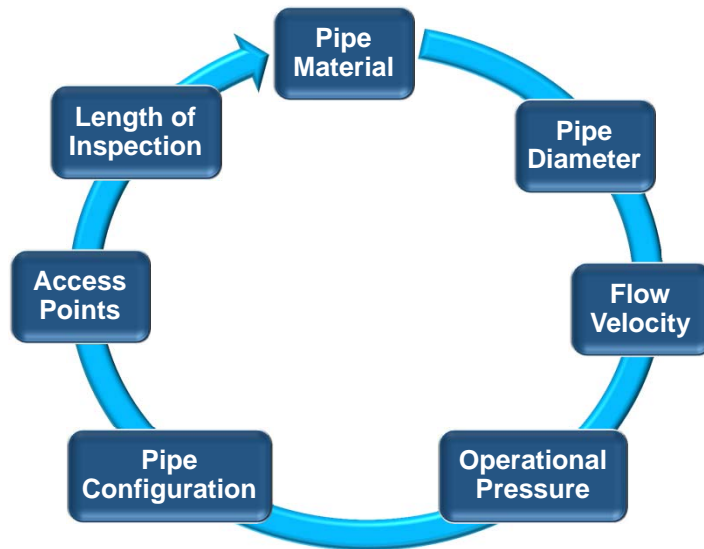 Pipe
Material
Pipe
Diameter
Flow
Velocity
Operational
Pressure
Pipe
Configuration
Access
Points
Length of
Inspection